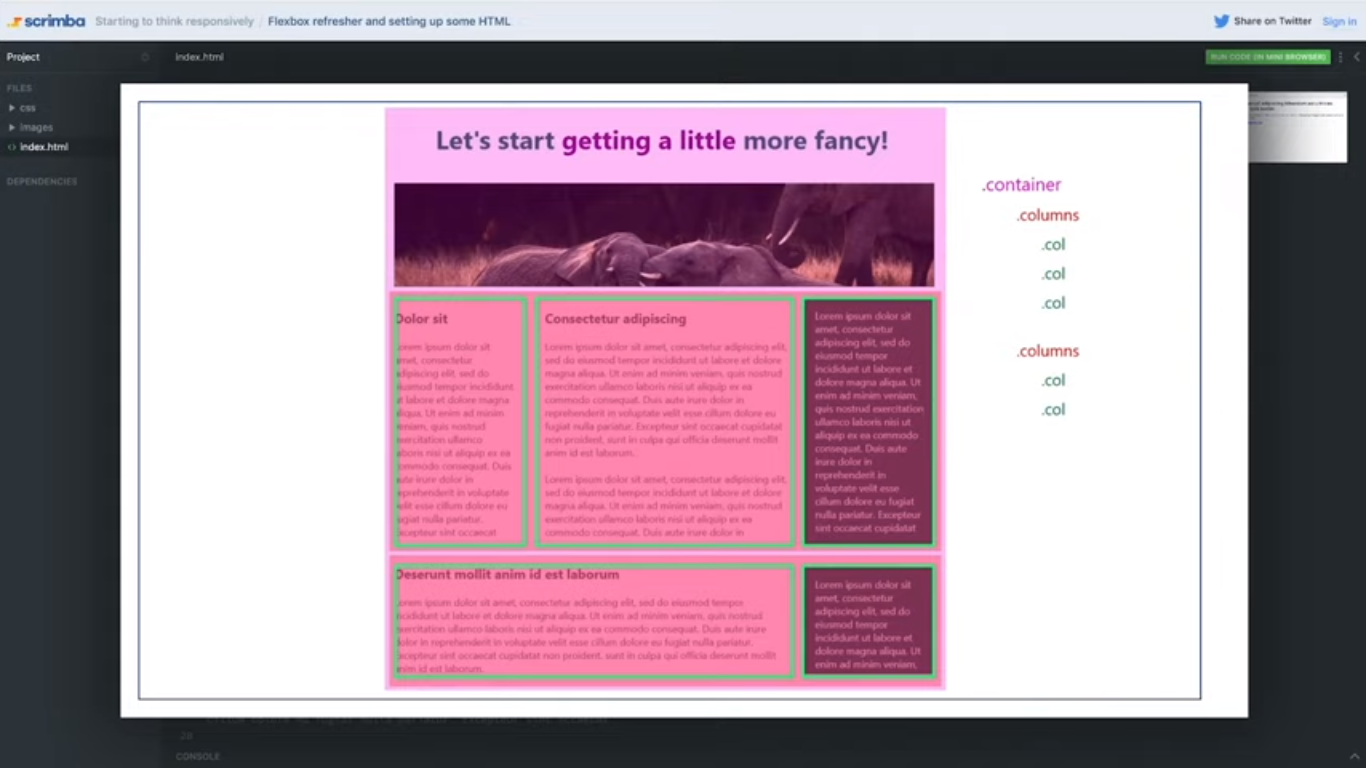 scrimba Starting to think responsively / Flexbox refresher and setting up some HTML
Share on Twitter Sign in
Project
index.html
RUN CODE (IN MINI BROWSER)
FILES
css
images
index.html
DEPENDENCIES
Let's start getting a little more fancy!
.container
.columns
.col
.col
.col
.columns
.col
.col
Dolor sit
orem ipsum dolor sit
met, consectetur
dipiscing elit, sed do
iusmod tempor incididunt
t labore et dolore magna
liqua. Ut enim ad minim
eniam, quis nostrud
xercitation ullamco
aboris nisi ut aliquip ex ea
ommodo consequat. Duis
ute irure dolor in
eprehenderit in voluptate
elit esse cillum dolore eu
ugiat nulla pariatur.
xcepteur sint occaecat
Consectetur adipiscing
Lorem ipsum dolor sit amet, consectetur adipiscing elit,
sed do eiusmod tempor incididunt ut labore et dolore
magna aliqua. Ut enim ad minim veniam, quis nostrud
exercitation ullamco laboris nisi ut aliquip ex ea
commodo consequat. Duis aute irure dolor in
reprehenderit in voluptate velit esse cillum dolore eu
fugiat nulla pariatur. Excepteur sint occaecat cupidatat
non proident, sunt in culpa qui officia deserunt mollit
anim id est laborum.
Lorem ipsum dolor sit amet, consectetur adipiscing elit,
sed do eiusmod tempor incididunt ut labore et dolore
magna aliqua. Ut enim ad minim veniam, quis nostrud
exercitation ullamco laboris nisi ut aliquip ex ea
commodo consequat. Duis aute irure dolor in
Lorem ipsum dolor sit
amet, consectetur
adipiscing elit, sed do
eiusmod tempor
incididunt ut labore et
dolore magna aliqua. Ut
enim ad minim veniam,
quis nostrud exercitation
ullamco laboris nisi ut
aliquip ex ea commodo
consequat. Duis aute
irure dolor in
reprehenderit in
voluptate velit esse
cillum dolore eu fugiat
nulla pariatur. Excepteur
sint occaecat cupidatat
Deserunt mollit anim id est laborum
orem ipsum dolor sit amet, consectetur adipiscing elit, sed do eiusmod tempor
ncididunt ut labore et dolore magna aliqua. Ut enim ad minim veniam, quis nostrud
xercitation ullamco laboris nisi ut aliquip ex ea commodo consequat. Duis aute irure
olor in reprehenderit in voluptate velit esse cillum dolore eu fugiat nulla pariatur.
xcepteur sint occaecat cupidatat non proident, sunt in culpa qui officia deserunt mollit
nim id est laborum.
Lorem ipsum dolor sit
amet, consectetur
adipiscing elit, sed do
eiusmod tempor
incididunt ut labore et
dolore magna aliqua. Ut
enim ad minim veniam,
CONSOLE